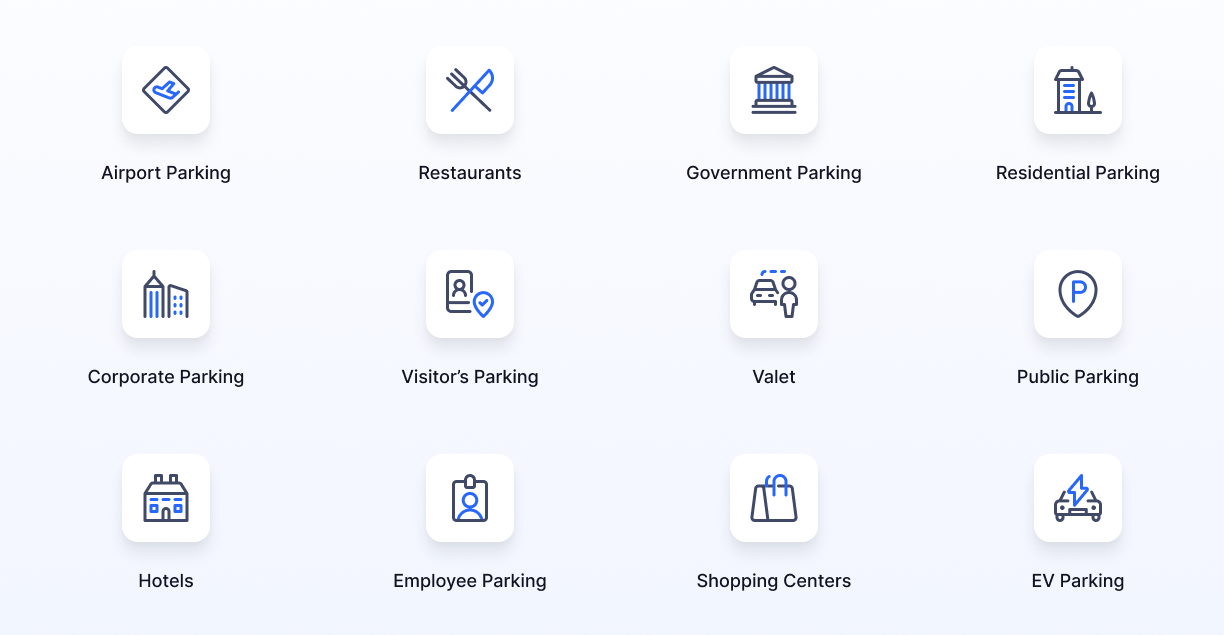 Airport Parking
Restaurants
Government Parking
Residential Parking
Corporate Parking
Visitor’s Parking
Valet
P
Public Parking
Hotels
Employee Parking
Shopping Centers
EV Parking